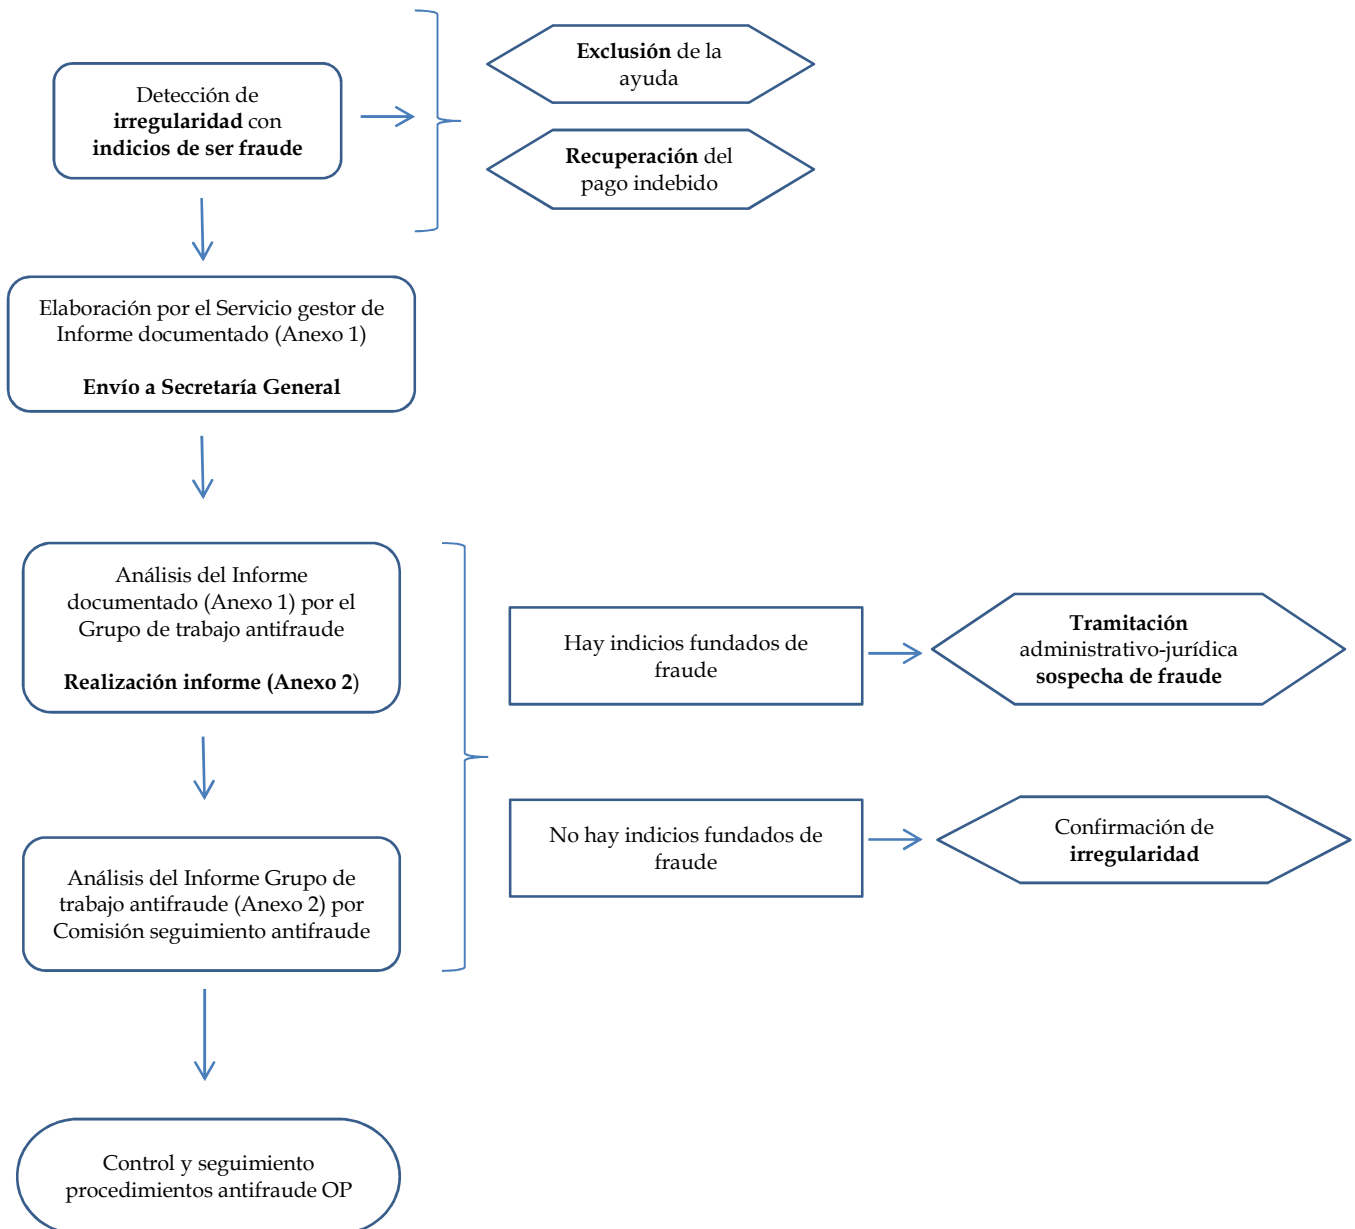 Detección de
irregularidad con
indicios de ser fraude
Exclusión de la
ayuda
Recuperación del
pago indebido
Elaboración por el Servicio gestor de
Informe documentado (Anexo 1)
Envío a Secretaría General
Análisis del Informe
documentado (Anexo 1) por el
Grupo de trabajo antifraude
Realización informe (Anexo 2)
Hay indicios fundados de
fraude
Tramitación
administrativo-jurídica
sospecha de fraude
No hay indicios fundados de
fraude
Confirmación de
irregularidad
Análisis del Informe Grupo de
trabajo antifraude (Anexo 2) por
Comisión seguimiento antifraude
Control y seguimiento
procedimientos antifraude OP